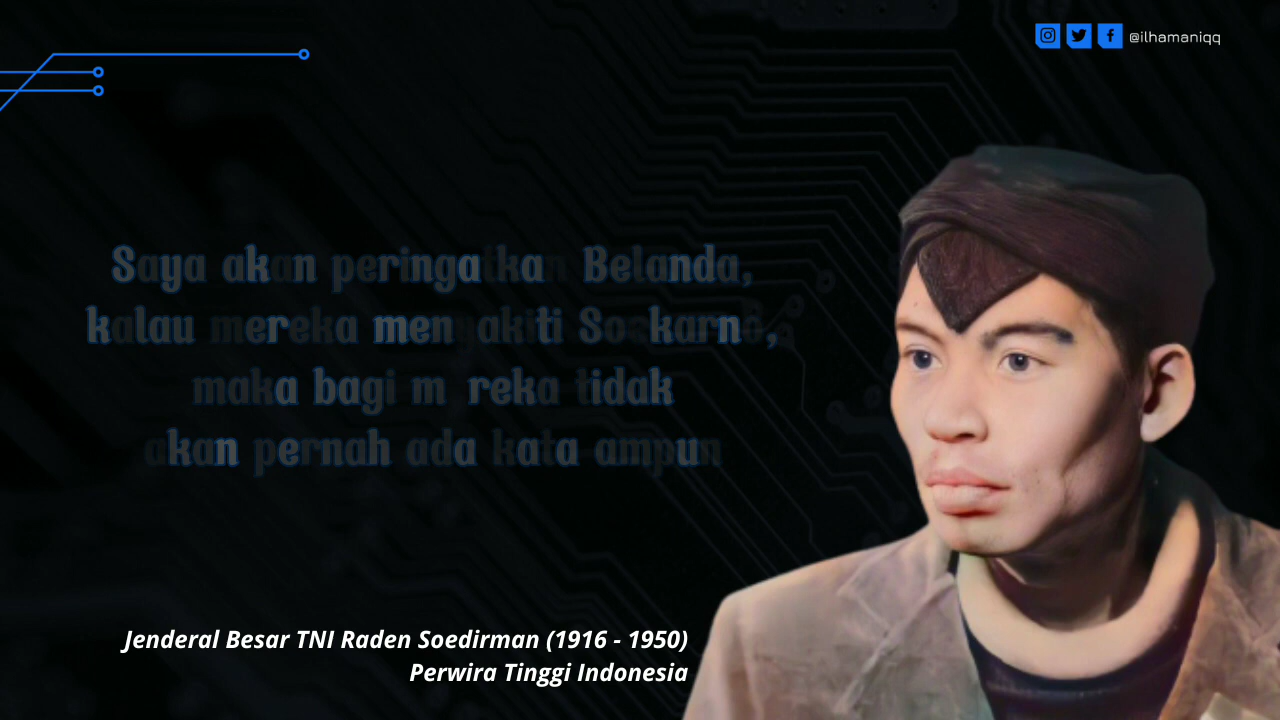 @ilhamaniqq
Saya akan peringatkan Belanda,
kalau mereka menyakiti Soekarno,
maka bagi mereka tidak
akan pernah ada kata ampun
Jenderal Besar TNI Raden Soedirman (1916 - 1950)
Perwira Tinggi Indonesia